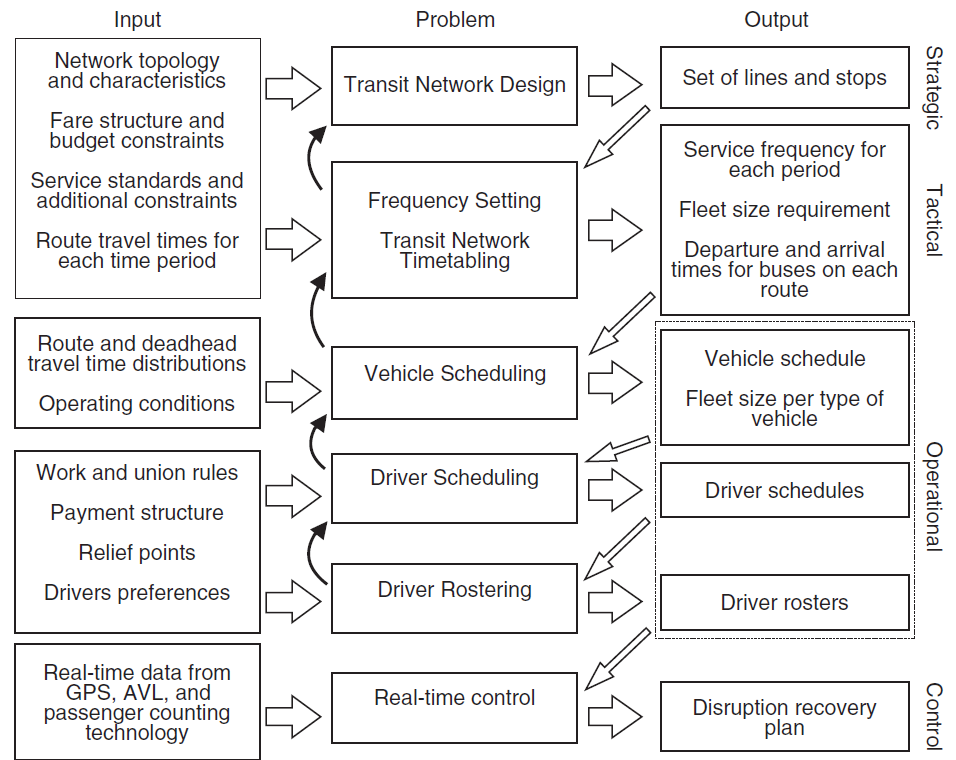 Input
Problem
Output
Network topology
and characteristics
Fare structure and
budget constraints
Service standards and
additional constraints
Route travel times for
each time period
Transit Network Design
Set of lines and stops
Strategic
Frequency Setting
Transit Network
Timetabling
Service frequency for
each period
Fleet size requirement
Departure and arrival
times for buses on each
route
Tactical
Route and deadhead
travel time distributions
Operating conditions
Vehicle Scheduling
Vehicle schedule
Fleet size per type of
vehicle
Work and union rules
Payment structure
Relief points
Drivers preferences
Driver Scheduling
Driver schedules
Operational
Driver Rostering
Driver rosters
Real-time data from
GPS, AVL, and
passenger counting
technology
Real-time control
Disruption recovery
plan
Control